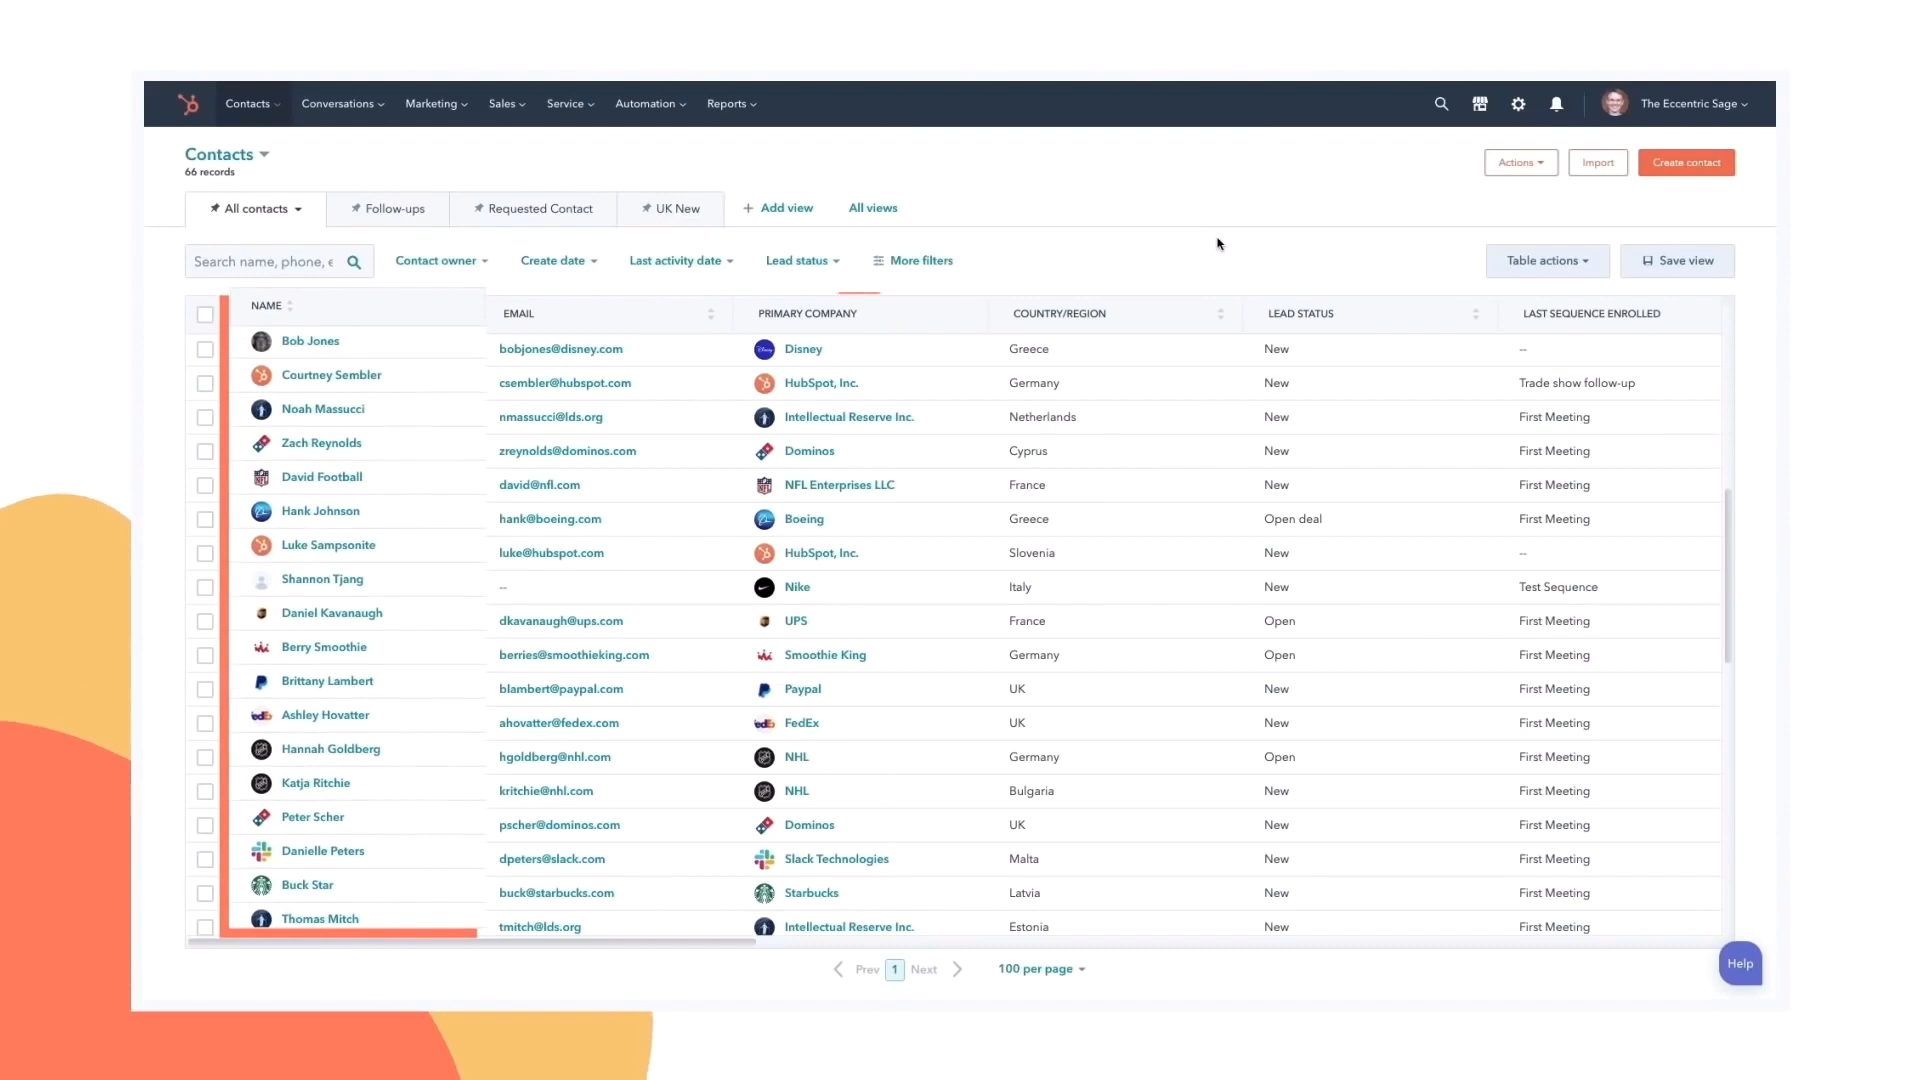 Contacts Conversations Marketing Sales Service Automation Reports The Eccentric Sage
Contacts
66 records
Actions Import Create contact
All contacts Follow-ups Requested Contact UK New + Add view All views
Search name, phone, e Contact owner Create date Last activity date Lead status More filters Table actions Save view
NAME EMAIL PRIMARY COMPANY COUNTRY/REGION LEAD STATUS LAST SEQUENCE ENROLLED
Bob Jones bobjones@disney.com Disney Greece New --
Courtney Sembler csembler@hubspot.com HubSpot, Inc. Germany New Trade show follow-up
Noah Massucci nmassucci@lds.org Intellectual Reserve Inc. Netherlands New First Meeting
Zach Reynolds zreynolds@dominos.com Dominos Cyprus New First Meeting
David Football david@nfl.com NFL Enterprises LLC France New First Meeting
Hank Johnson hank@boeing.com Boeing Greece Open deal First Meeting
Luke Sampsonite luke@hubspot.com HubSpot, Inc. Slovenia New --
Shannon Tjang -- Nike Italy New Test Sequence
Daniel Kavanaugh dkavanaugh@ups.com UPS France Open First Meeting
Berry Smoothie berries@smoothieking.com Smoothie King Germany Open First Meeting
Brittany Lambert blambert@paypal.com Paypal UK New First Meeting
Ashley Hovatter ahovatter@fedex.com FedEx UK New First Meeting
Hannah Goldberg hgoldberg@nhl.com NHL Germany Open First Meeting
Katja Ritchie kritchie@nhl.com NHL Bulgaria New First Meeting
Peter Scher pscher@dominos.com Dominos UK New First Meeting
Danielle Peters dpeters@slack.com Slack Technologies Malta New First Meeting
Buck Star buck@starbucks.com Starbucks Latvia New First Meeting
Thomas Mitch tmitch@lds.org Intellectual Reserve Inc. Estonia New First Meeting
Prev 1 Next 100 per page
Help